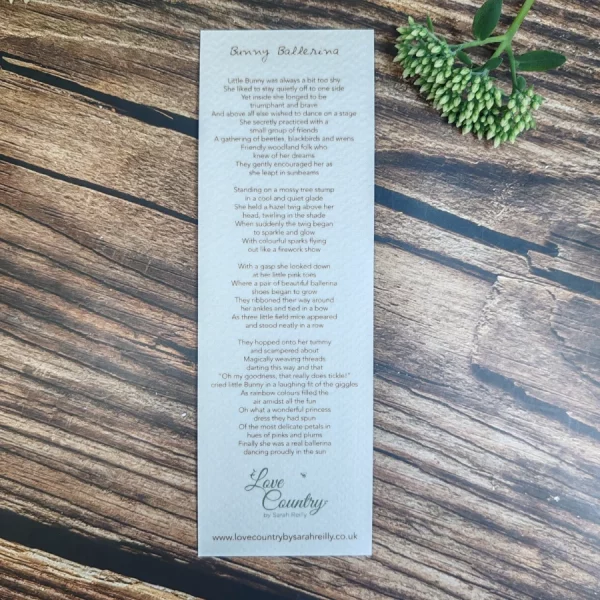 Bunny Ballerina
Little Bunny was always a bit too shy
She liked to stay quietly off to one side
Yet inside she longed to be
triumphant and brave
And above all else wished to dance on a stage
She secretly practiced with a
small group of friends
A gathering of beetles, blackbirds and wrens
Friendly woodland folk who
knew of her dreams
They gently encouraged her as
she leapt in sunbeams
Standing on a mossy tree stump
in a cool and quiet glade
She held a hazel twig above her
head, twirling in the shade
When suddenly the twig began
to sparkle and glow
With colourful sparks flying
out like a firework show
With a gasp she looked down
at her little pink toes
Where a pair of beautiful ballerina
shoes began to grow
They ribboned their way around
her ankles and tied in a bow
As three little field mice appeared
and stood neatly in a row
They hopped onto her tummy
and scampered about
Magically weaving threads
darting this way and that
"Oh my goodness, that really does tickle!"
cried little Bunny in a laughing fit of the giggles
As rainbow colours filled the
air amidst all the fun
Oh what a wonderful princess
dress they had spun
Of the most delicate petals in
hues of pinks and plums
Finally she was a real ballerina
dancing proudly in the sun
Love
Country
by Sarah Reilly
www.lovecountrybysarahreilly.co.uk